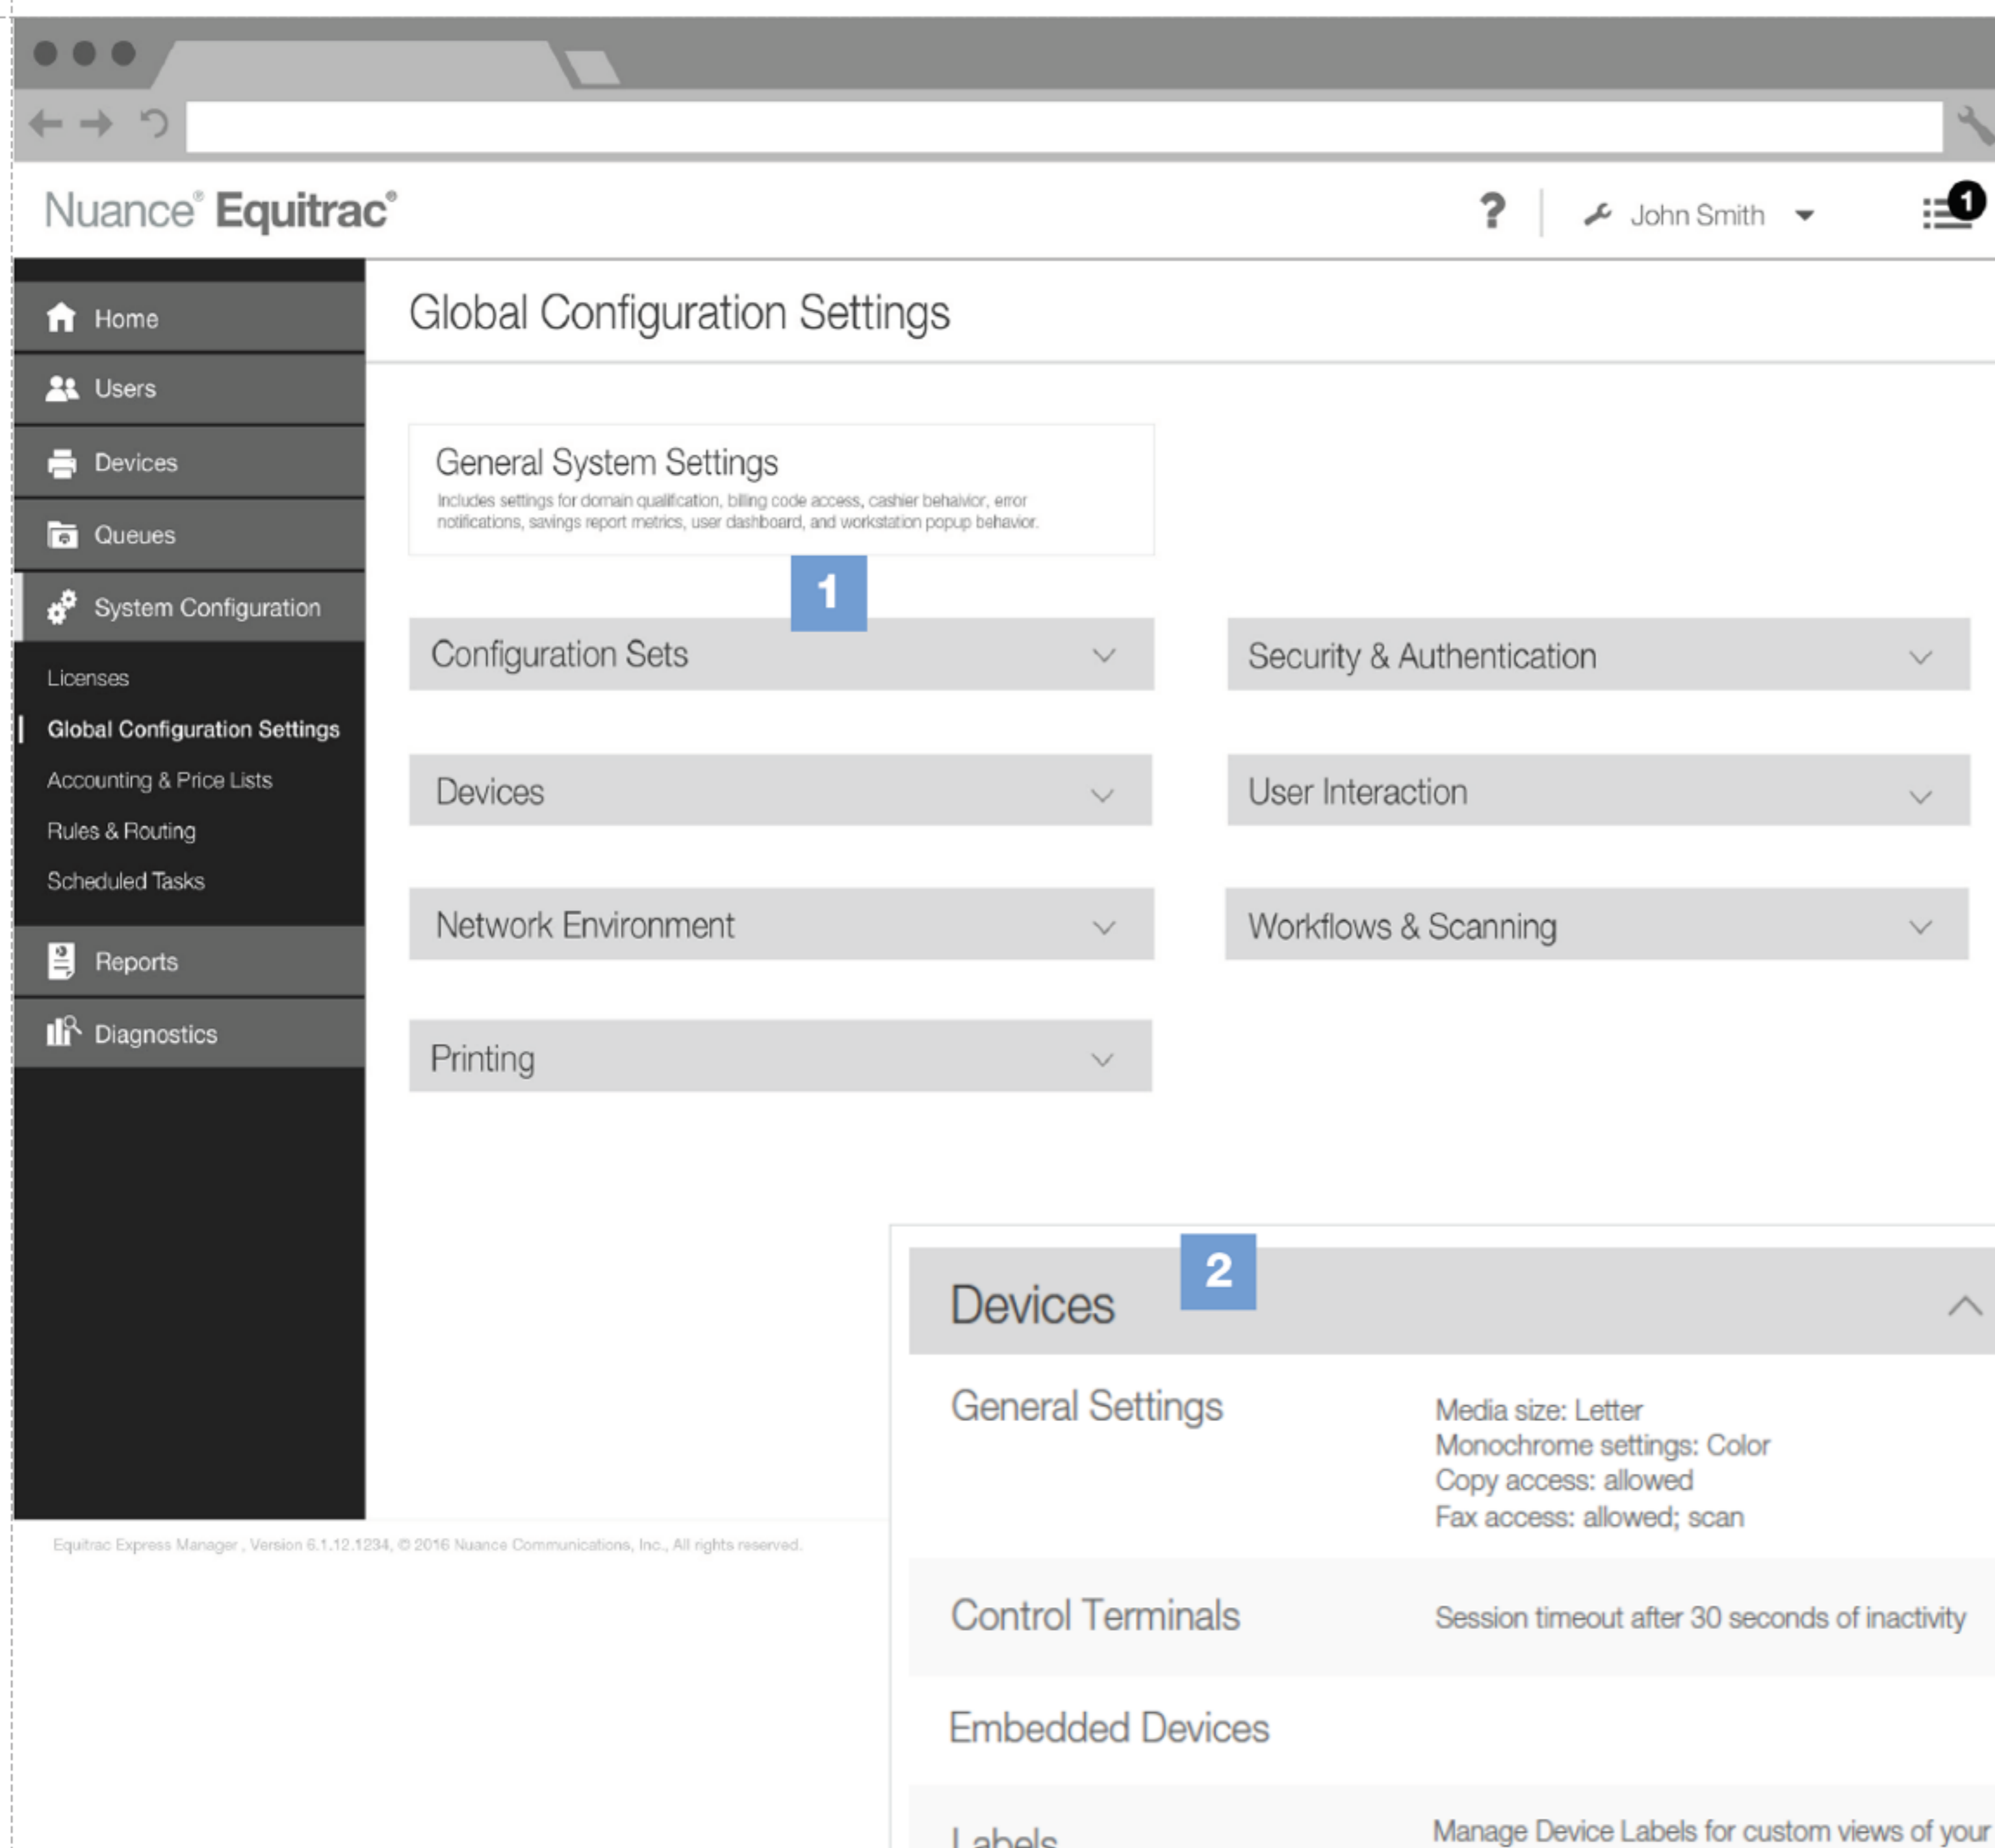 Nuance® Equitrac®
? John Smith
1
Home
Users
Devices
Queues
System Configuration
Licenses
Global Configuration Settings
Accounting & Price Lists
Rules & Routing
Scheduled Tasks
Reports
Diagnostics
Global Configuration Settings
General System Settings
Includes settings for domain qualification, billing code access, cashier behaivior, error
notifications, savings report metrics, user dashboard, and workstation popup behavior.
1
Configuration Sets
Security & Authentication
Devices
User Interaction
Network Environment
Workflows & Scanning
Printing
2
Devices
General Settings
Media size: Letter
Monochrome settings: Color
Copy access: allowed
Fax access: allowed; scan
Control Terminals
Session timeout after 30 seconds of inactivity
Embedded Devices
Labels
Manage Device Labels for custom views of your
Equitrac Express Manager , Version 6.1.12.1234, © 2016 Nuance Communications, Inc., All rights reserved.